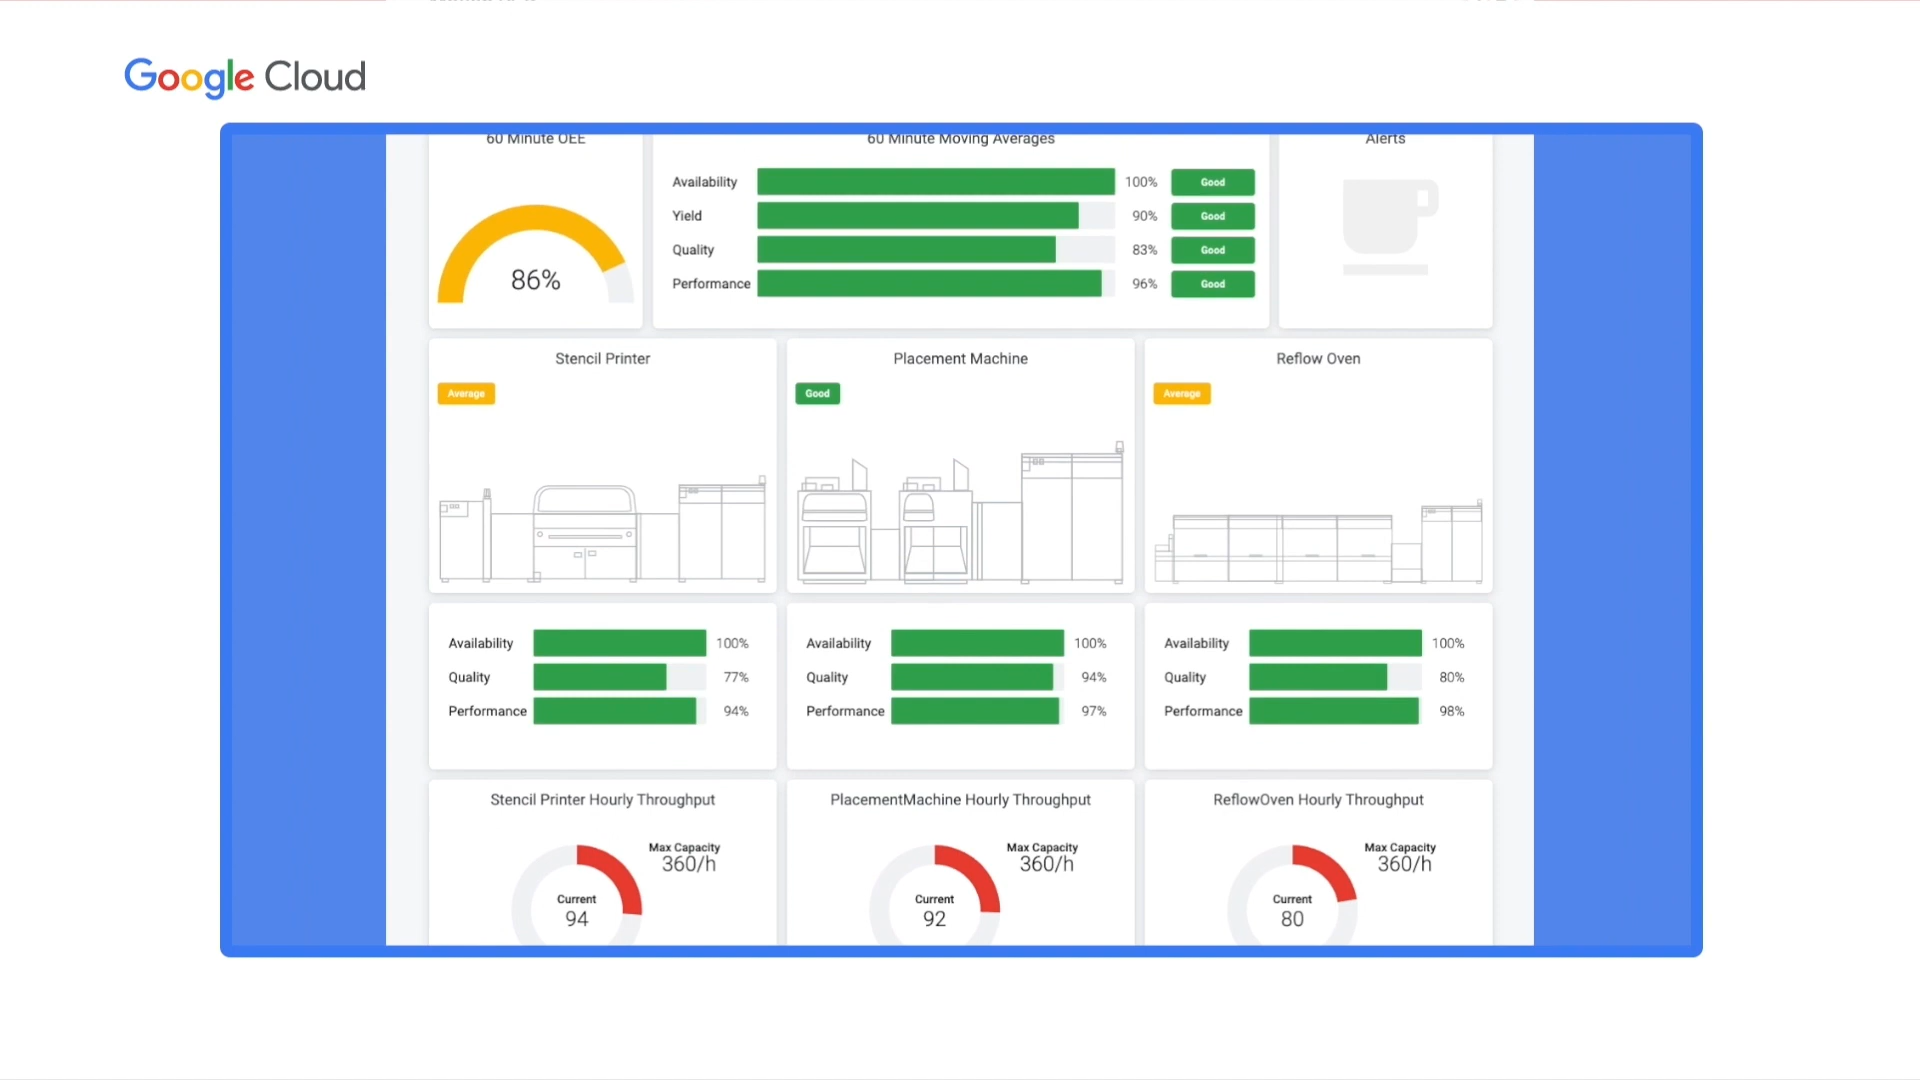 Google Cloud
60 Minute OEE
60 Minute Moving Averages
Alerts
Availability 100% Good
Yield 90% Good
Quality 83% Good
Performance 96% Good
86%
Stencil Printer
Placement Machine
Reflow Oven
Average
Good
Average
Availability 100%
Quality 77%
Performance 94%
Availability 100%
Quality 94%
Performance 97%
Availability 100%
Quality 80%
Performance 98%
Stencil Printer Hourly Throughput
Max Capacity
360/h
Current
94
PlacementMachine Hourly Throughput
Max Capacity
360/h
Current
92
ReflowOven Hourly Throughput
Max Capacity
360/h
Current
80